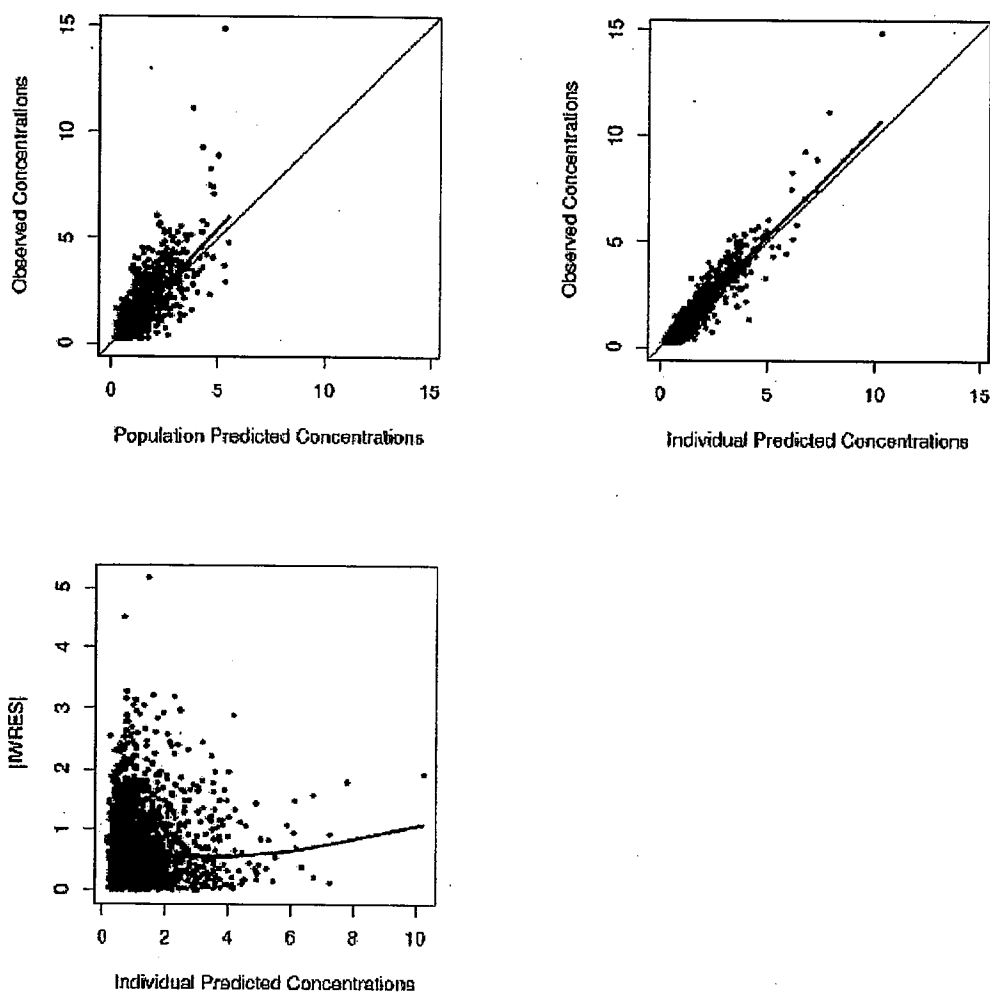 15
10
5
0
Observed Concentrations
0 5 10 15
Population Predicted Concentrations
15
10
5
0
Observed Concentrations
0 5 10 15
Individual Predicted Concentrations
5
4
3
2
1
0
|IWRES|
0 2 4 6 8 10
Individual Predicted Concentrations